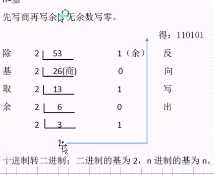 先写商再写余，无余数写零。
得：110101
除 2 53 1（余） 反
基 2 26(商) 0 向
取 2 13 1 写
余 2 6 0 出
2 3 1
十进制转二进制：二进制的基为2，n进制的基为n。